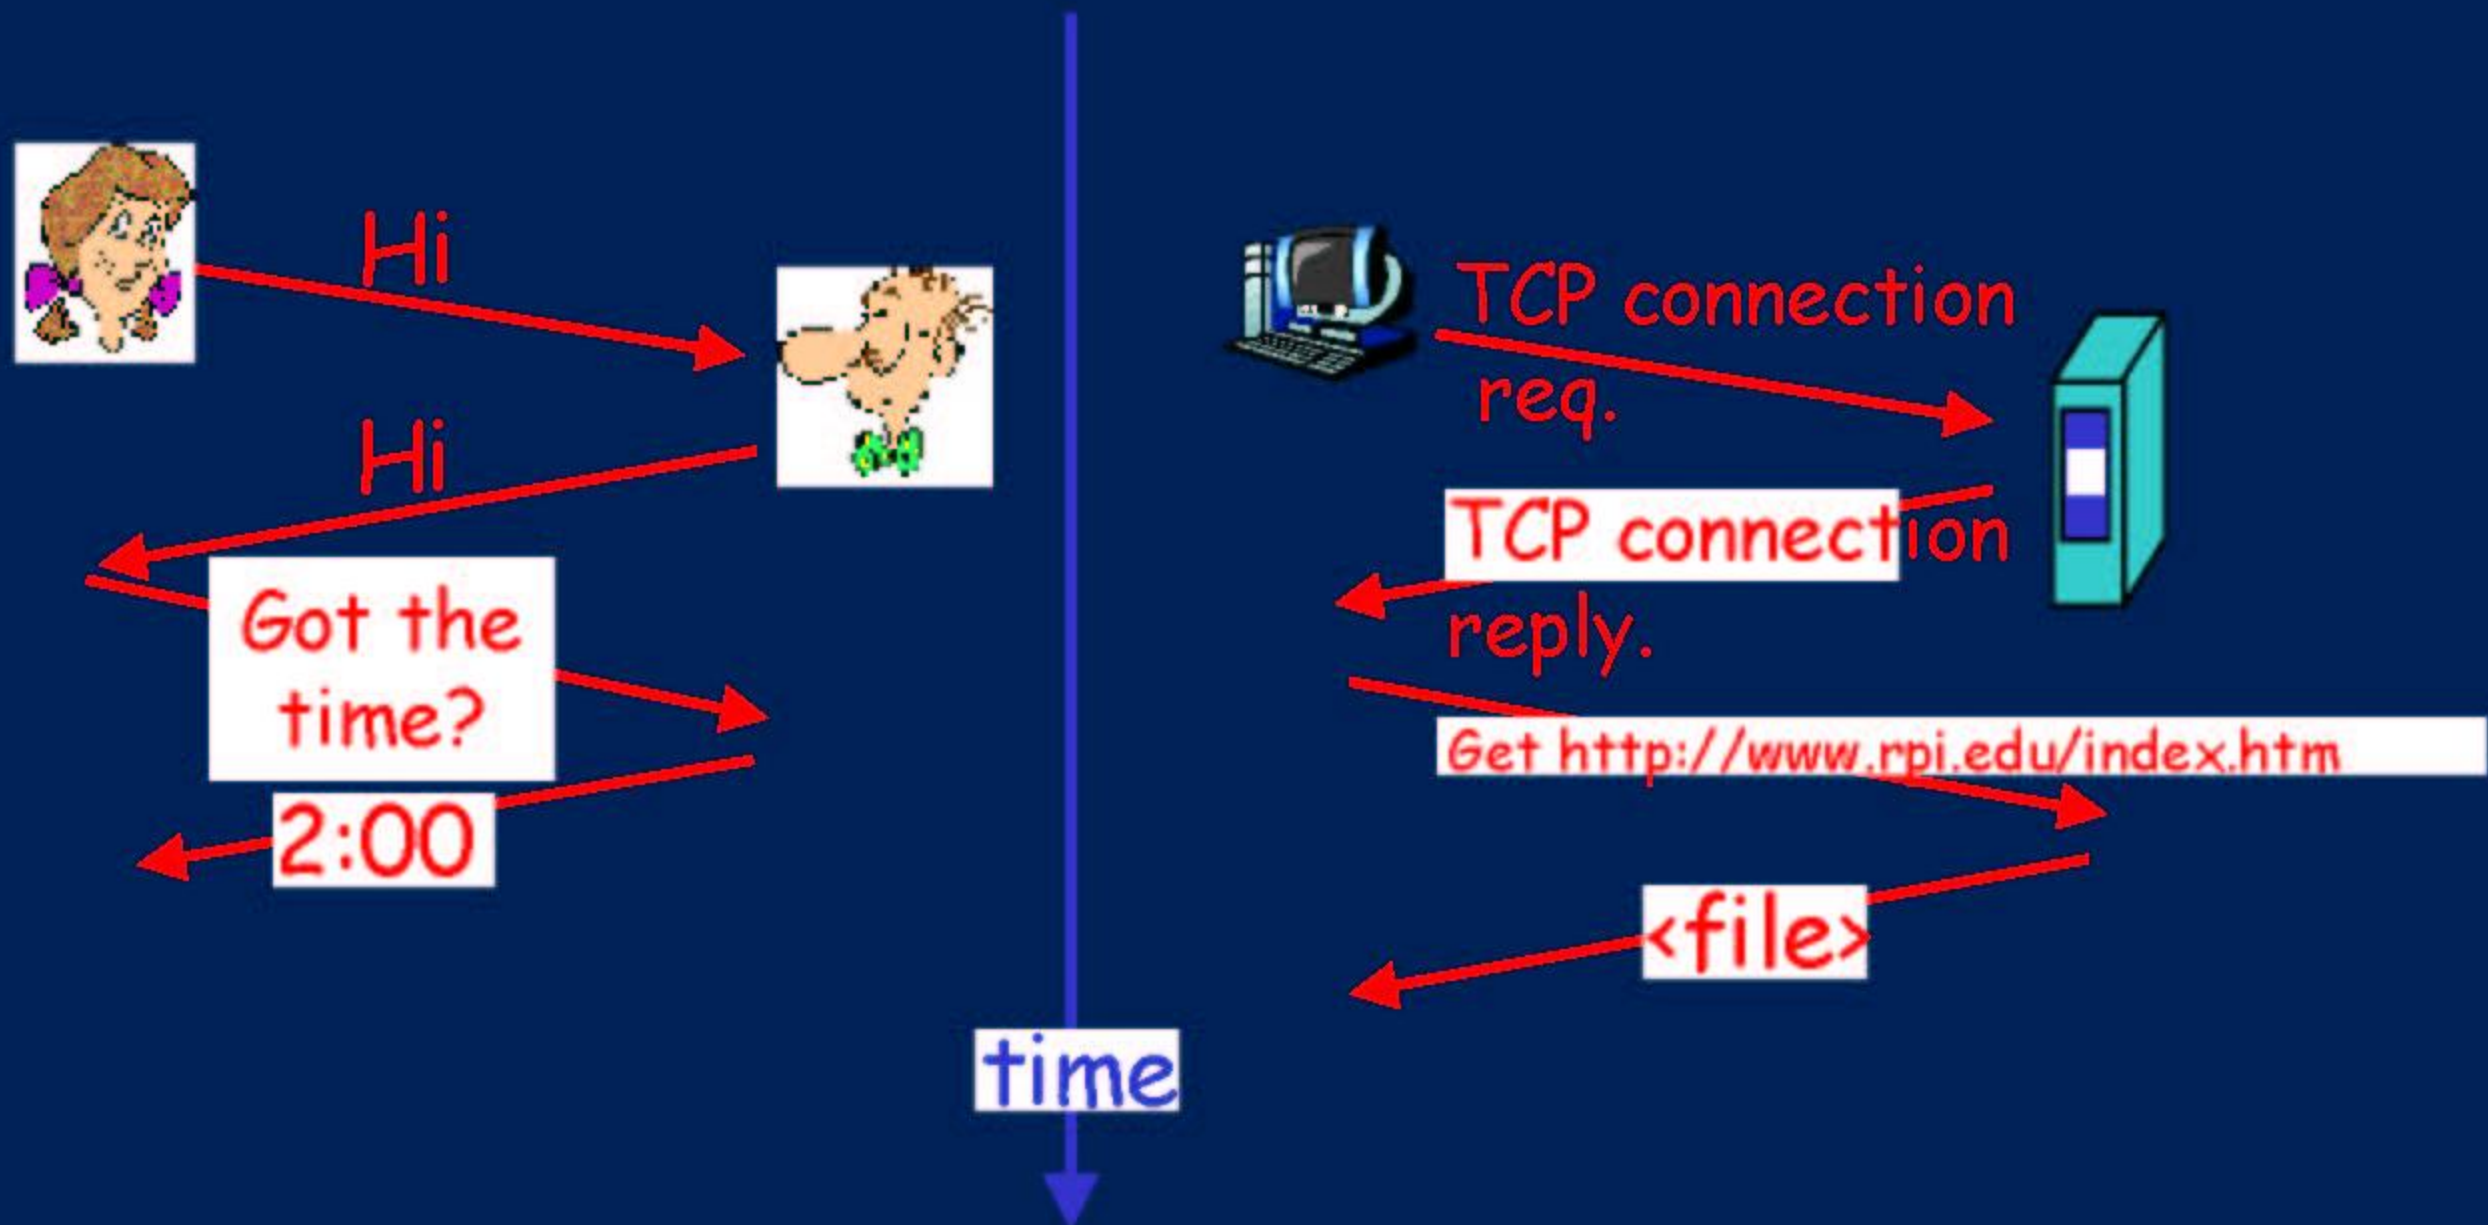 Hi
Hi
Got the
time?
2:00
TCP connection
req.
TCP connection
reply.
Get http://www.rpi.edu/index.htm
<file>
time